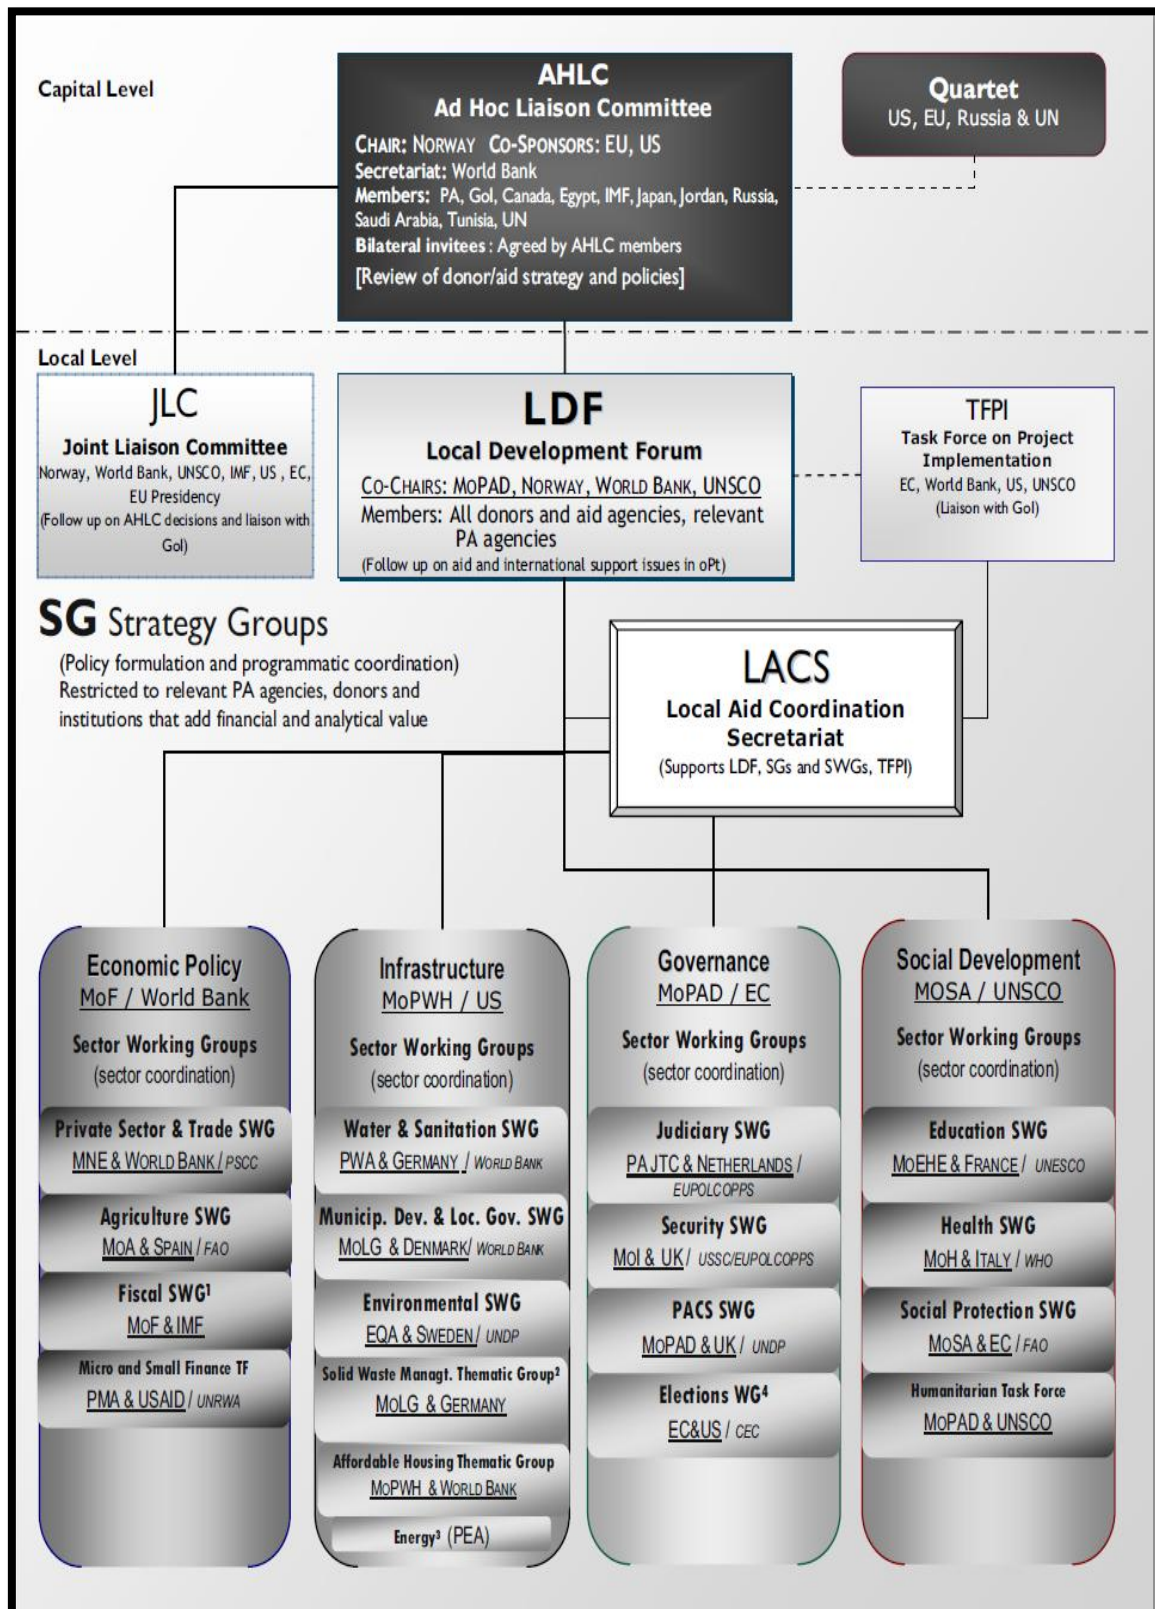 Capital Level
AHLC
Ad Hoc Liaison Committee
CHAIR: NORWAY CO-SPONSORS: EU, US
Secretariat: World Bank
Members: PA, GoI, Canada, Egypt, IMF, Japan, Jordan, Russia,
Saudi Arabia, Tunisia, UN
Bilateral invitees : Agreed by AHLC members
[Review of donor/aid strategy and policies]
Quartet
US, EU, Russia & UN
Local Level
JLC
Joint Liaison Committee
Norway, World Bank, UNSCO, IMF, US , EC,
EU Presidency
(Follow up on AHLC decisions and liaison with
GoI)
LDF
Local Development Forum
CO-CHAIRS: MOPAD, NORWAY, WORLD BANK, UNSCO
Members: All donors and aid agencies, relevant
PA agencies
(Follow up on aid and international support issues in oPt)
TFPI
Task Force on Project
Implementation
EC, World Bank, US, UNSCO
(Liaison with GoI)
SG Strategy Groups
(Policy formulation and programmatic coordination)
Restricted to relevant PA agencies, donors and
institutions that add financial and analytical value
LACS
Local Aid Coordination
Secretariat
(Supports LDF, SGs and SWGs, TFPI)
Economic Policy
MoF / World Bank
Sector Working Groups
(sector coordination)
Private Sector & Trade SWG
MNE & WORLD BANK / PSCC
Agriculture SWG
MOA & SPAIN / FAO
Fiscal SWG¹
MOF & IMF
Micro and Small Finance TF
PMA & USAID / UNRWA
Infrastructure
MoPWH / US
Sector Working Groups
(sector coordination)
Water & Sanitation SWG
PWA & GERMANY / WORLD BANK
Municip. Dev. & Loc. Gov. SWG
MOLG & DENMARK/ WORLD BANK
Environmental SWG
EQA & SWEDEN/ UNDP
Solid Waste Managt. Thematic Group²
MOLG & GERMANY
Affordable Housing Thematic Group
MOPWH & WORLD BANK
Energy³ (PEA)
Governance
MoPAD / EC
Sector Working Groups
(sector coordination)
Judiciary SWG
PA JTC & NETHERLANDS /
EUPOLCOPPS
Security SWG
MOI & UK / USSC/EUPOLCOPPS
PACS SWG
MOPAD & UK / UNDP
Elections WG⁴
EC&US / CEC
Social Development
MOSA / UNSCO
Sector Working Groups
(sector coordination)
Education SWG
MOEHE & FRANCE / UNESCO
Health SWG
MOH & ITALY / WHO
Social Protection SWG
MOSA & EC / FAO
Humanitarian Task Force
MOPAD & UNSCO